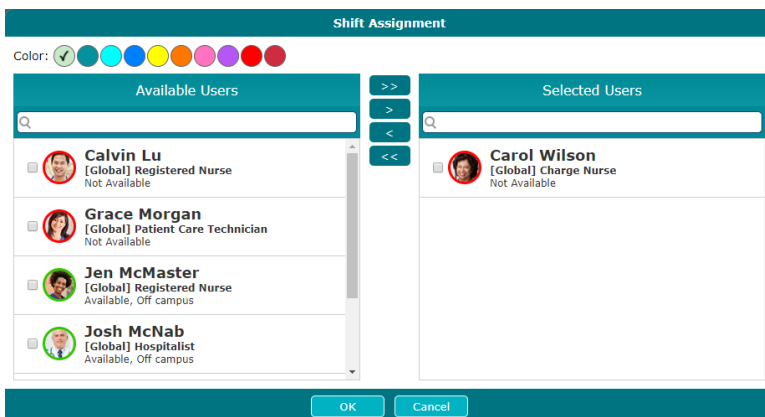 Shift Assignment
Color:
Available Users
>>
>
<
<<
Selected Users
Calvin Lu
[Global] Registered Nurse
Not Available
Grace Morgan
[Global] Patient Care Technician
Not Available
Jen McMaster
[Global] Registered Nurse
Available, Off campus
Josh McNab
[Global] Hospitalist
Available, Off campus
Carol Wilson
[Global] Charge Nurse
Not Available
OK
Cancel